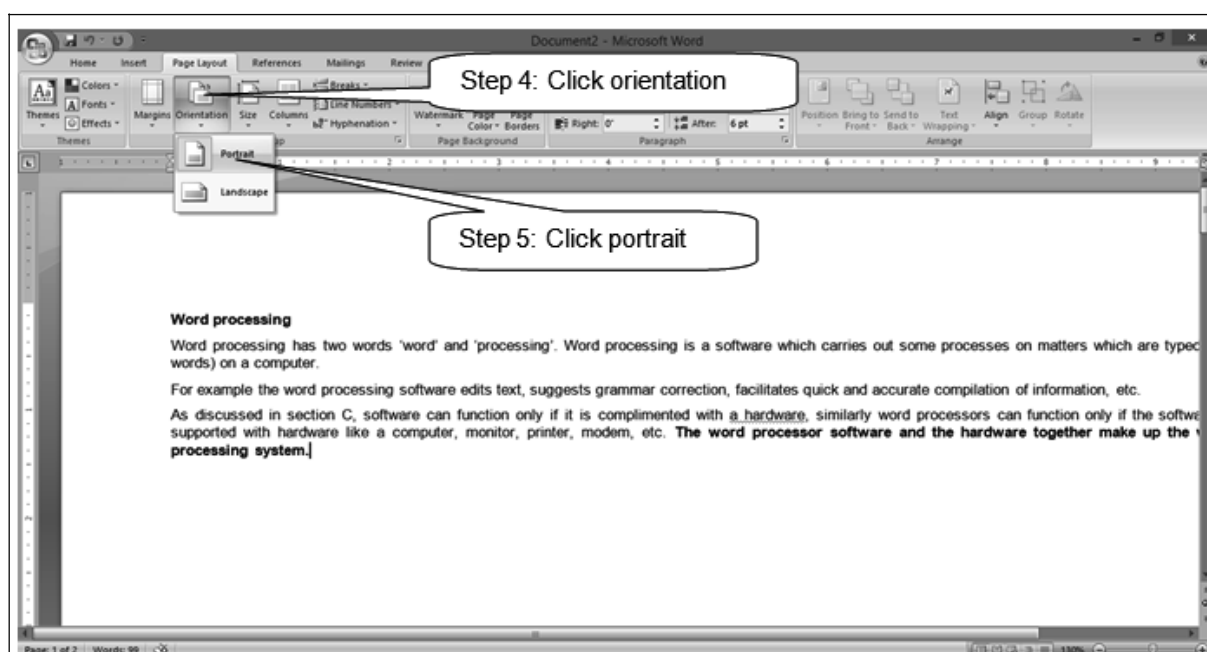 Document2 - Microsoft Word
Home Insert Page Layout References Mailings Review
Step 4: Click orientation
Colors
Fonts
Effects
Themes
Margins Orientation Size Columns
Breaks
Line Numbers
Hyphenation
Watermark Page Color Page Borders
Right: 0"
After: 6 pt
Position Bring to Front Send to Back Text Wrapping Align Group Rotate
Themes
Page Background
Paragraph
Arrange
Portrait
Landscape
Step 5: Click portrait
Word processing
Word processing has two words 'word' and 'processing'. Word processing is a software which carries out some processes on matters which are typed
words) on a computer.
For example the word processing software edits text, suggests grammar correction, facilitates quick and accurate compilation of information, etc.
As discussed in section C, software can function only if it is complimented with a hardware, similarly word processors can function only if the softwa
supported with hardware like a computer, monitor, printer, modem, etc. The word processor software and the hardware together make up the
processing system.
Page: 1 of 2 Words: 99
130%